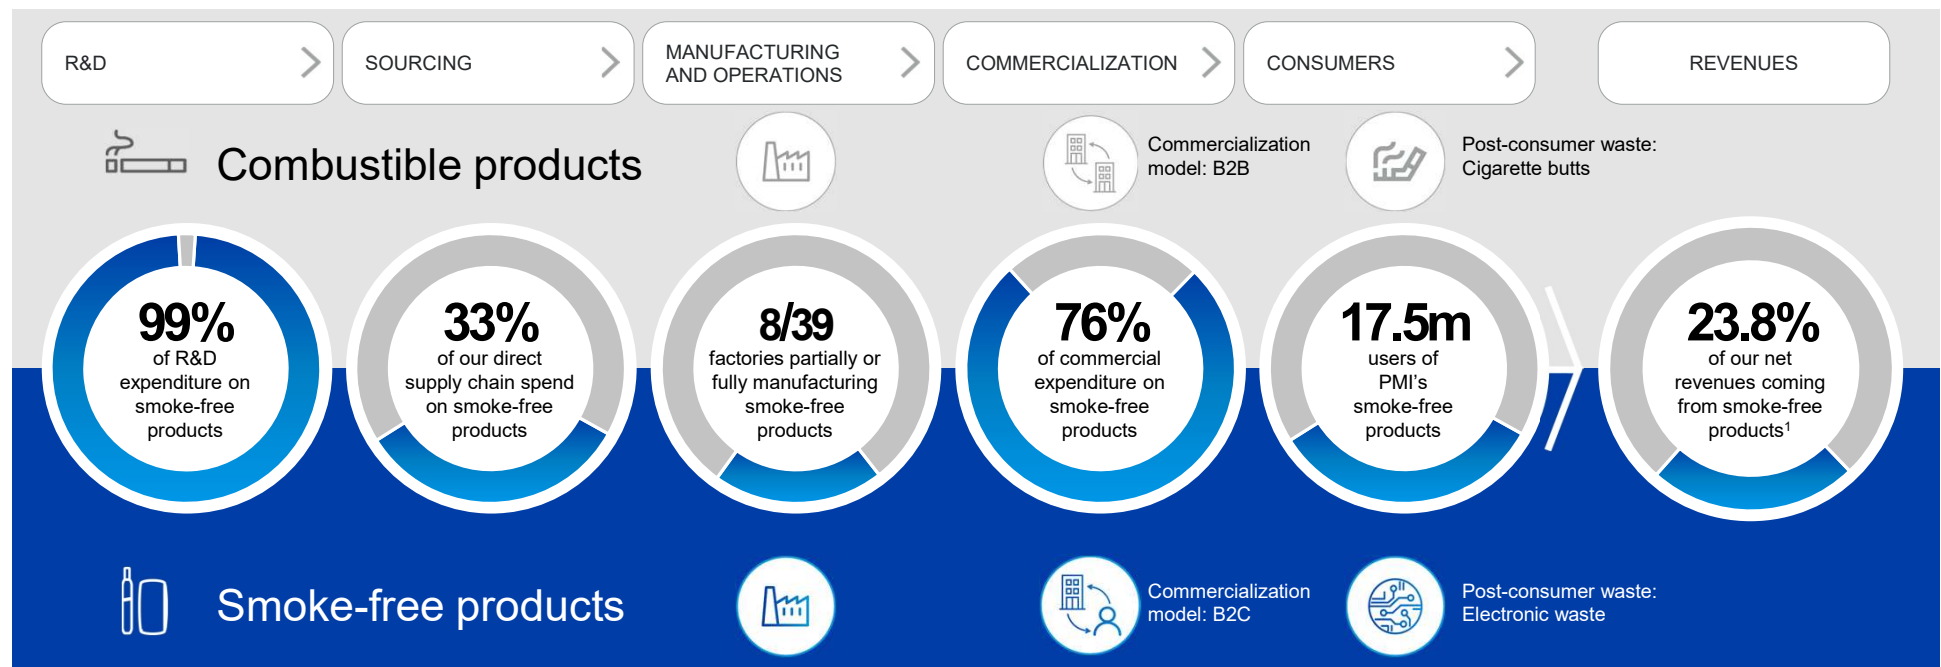 R&D
SOURCING
MANUFACTURING
AND OPERATIONS
COMMERCIALIZATION
CONSUMERS
REVENUES
Combustible products
Commercialization
model: B2B
Post-consumer waste:
Cigarette butts
99%
of R&D
expenditure on
smoke-free
products
33%
of our direct
supply chain spend
on smoke-free
products
8/39
factories partially or
fully manufacturing
smoke-free
products
76%
of commercial
expenditure on
smoke-free
products
17.5m
users of
PMI’s
smoke-free
products
23.8%
of our net
revenues coming
from smoke-free
products¹
Smoke-free products
Commercialization
model: B2C
Post-consumer waste:
Electronic waste